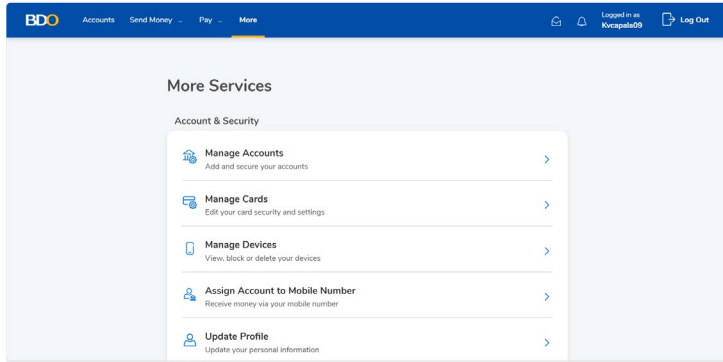 BDO Accounts Send Money Pay More Logged in as Kvcapala09 Log Out
More Services
Account & Security
Manage Accounts
Add and secure your accounts
Manage Cards
Edit your card security and settings
Manage Devices
View, block or delete your devices
Assign Account to Mobile Number
Receive money via your mobile number
Update Profile
Update your personal information